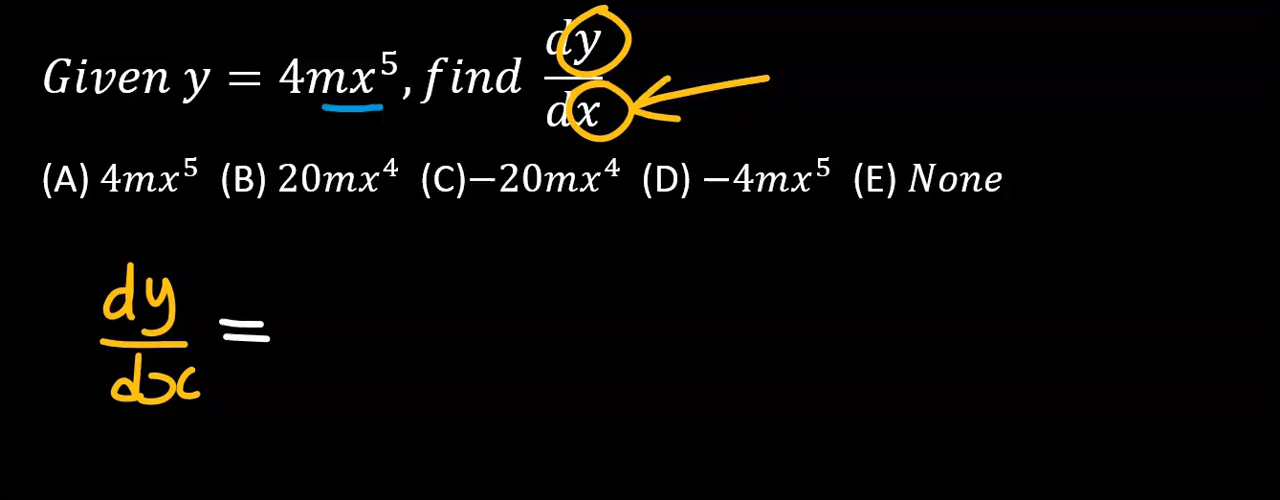 Given y = 4mx⁵, find dy/dx
(A) 4mx⁵ (B) 20mx⁴ (C)−20mx⁴ (D) −4mx⁵ (E) None
dy/dx =